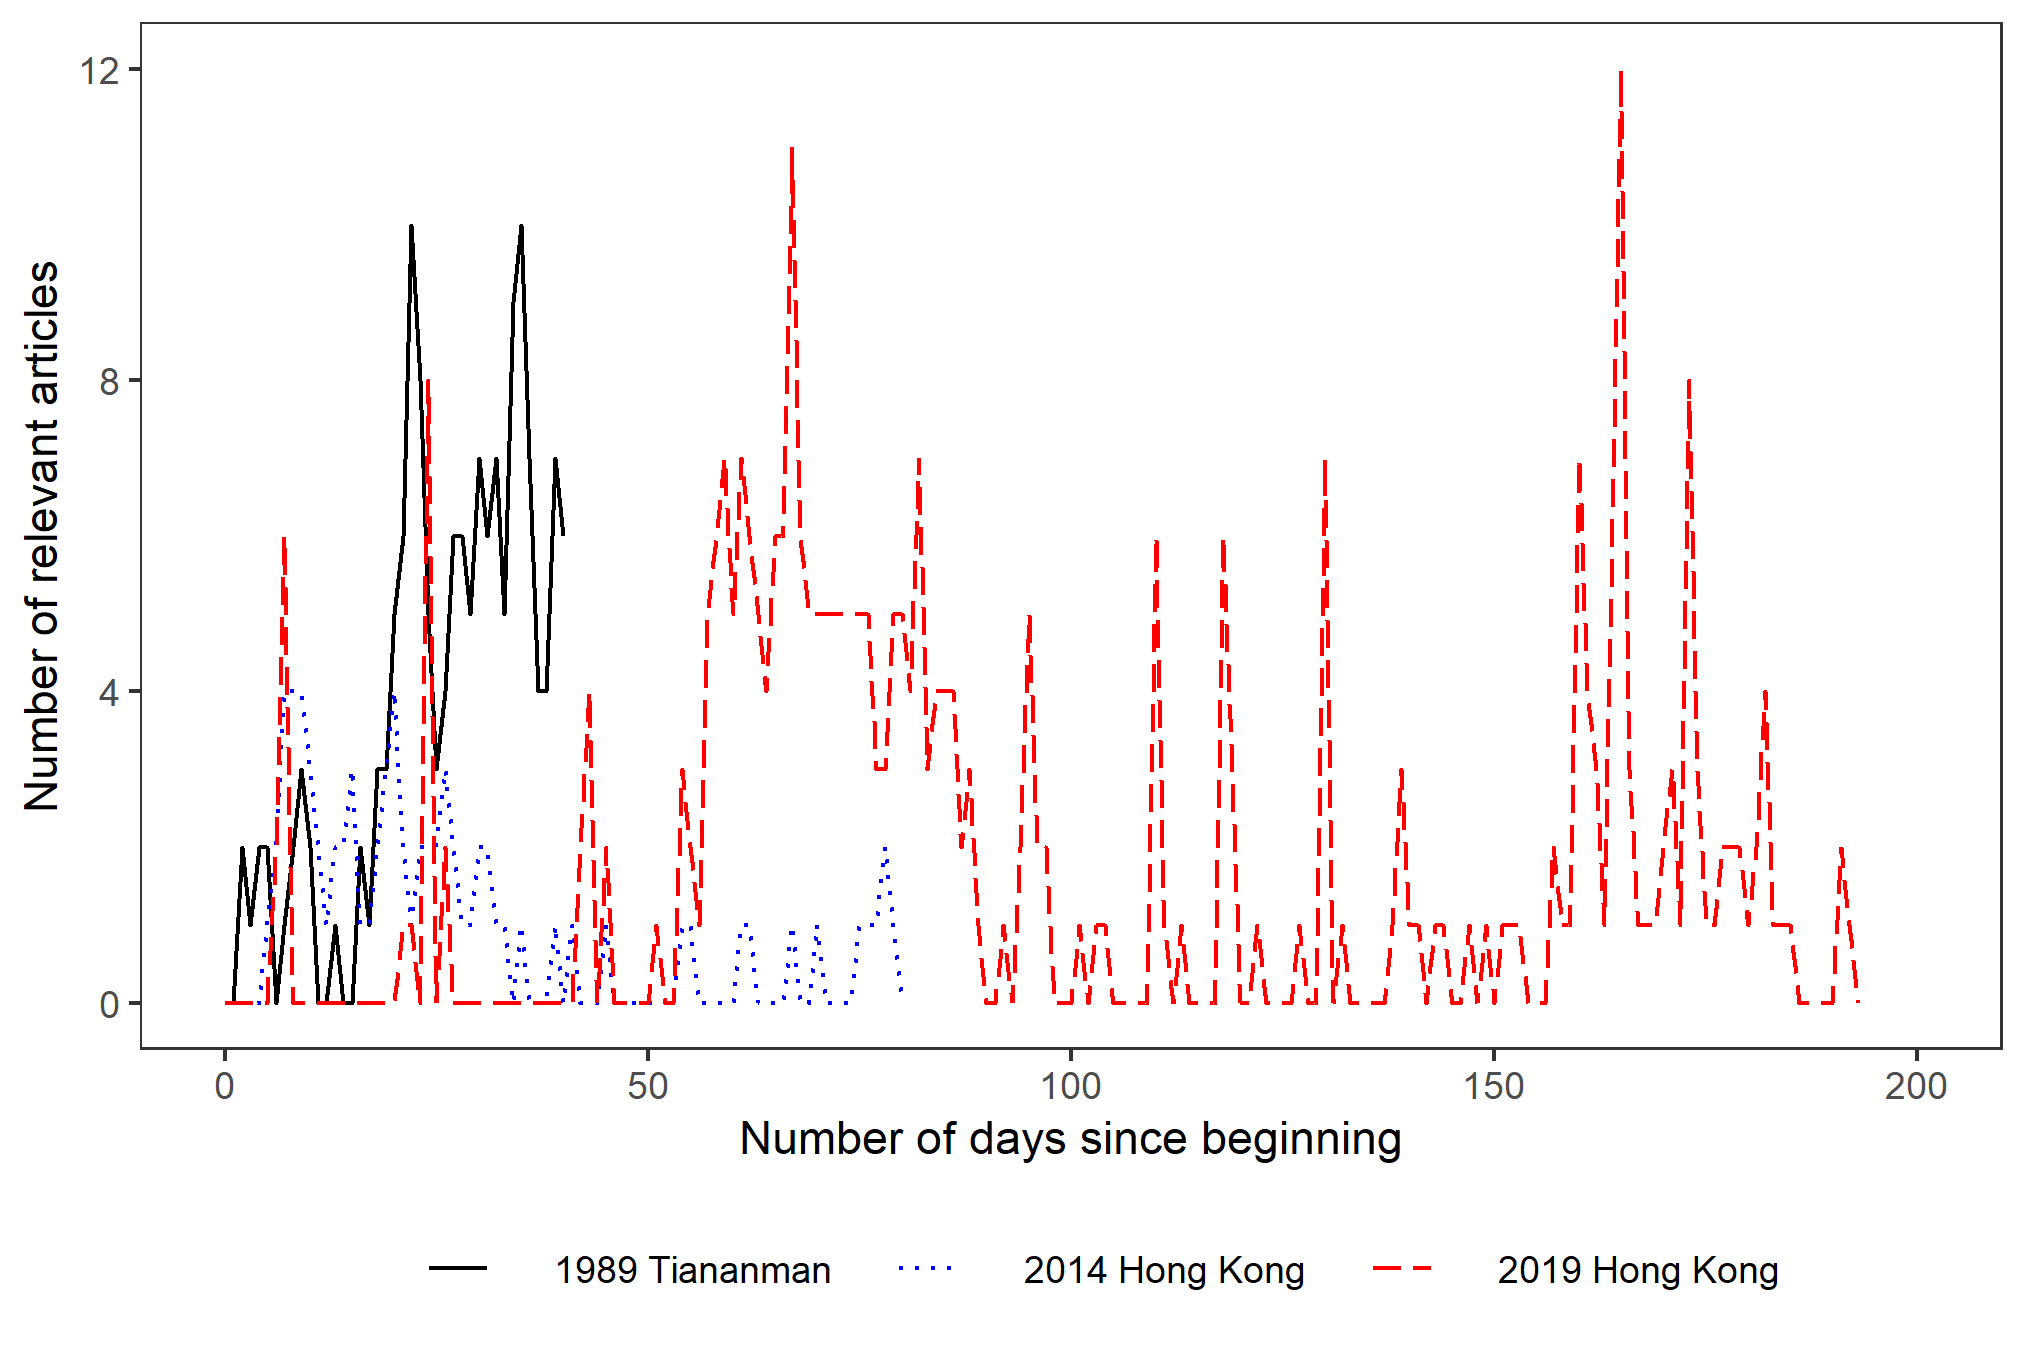 12
8
4
0
Number of relevant articles
0 50 100 150 200
Number of days since beginning
1989 Tiananman 2014 Hong Kong 2019 Hong Kong